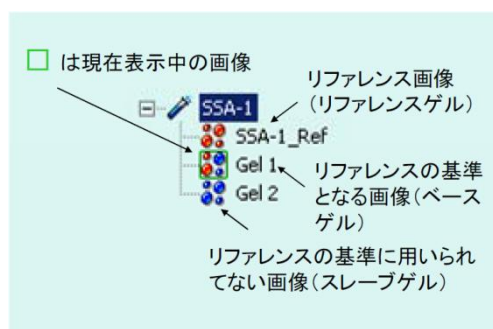 は現在表示中の画像
リファレンス画像
(リファレンスゲル)
SSA-1
SSA-1_Ref
Gel 1
Gel 2
リファレンスの基準
となる画像(ベース
ゲル)
リファレンスの基準に用いられ
てない画像(スレーブゲル)